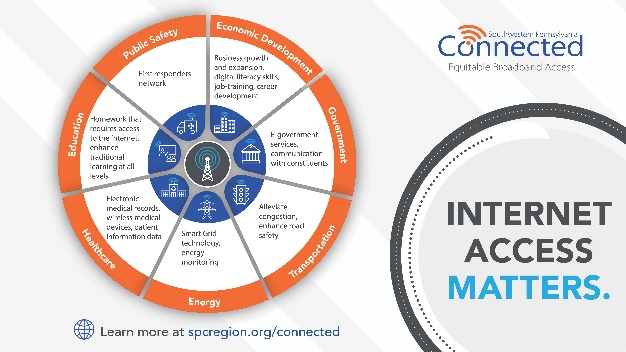 Public Safety
First responders
network
Economic Development
Business growth
and expansion,
digital literacy skills,
job-training, career
development
Government
E-government
services,
communication
with constituents
Transportation
Alleviate
congestion,
enhance road
safety
Energy
Smart Grid
technology,
energy
monitoring
Healthcare
Electronic
medical records,
wireless medical
devices, patient
information data
Education
Homework that
requires access
to the internet,
enhance
traditional
learning at all
levels
Southwestern Pennsylvania
Connected
Equitable Broadband Access
INTERNET
ACCESS
MATTERS.
Learn more at spcregion.org/connected